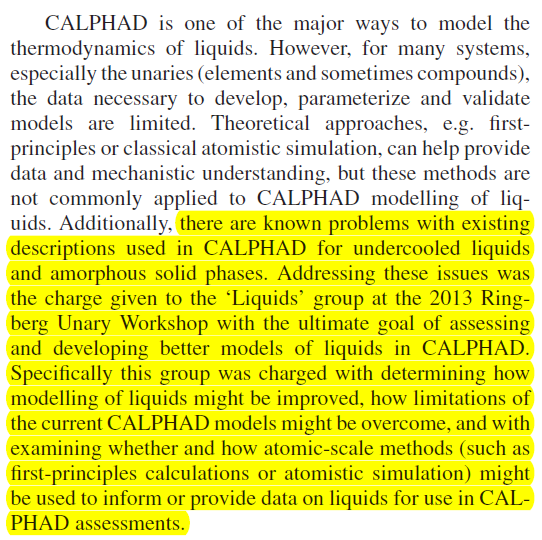 CALPHAD is one of the major ways to model the
thermodynamics of liquids. However, for many systems,
especially the unaries (elements and sometimes compounds),
the data necessary to develop, parameterize and validate
models are limited. Theoretical approaches, e.g. first-
principles or classical atomistic simulation, can help provide
data and mechanistic understanding, but these methods are
not commonly applied to CALPHAD modelling of liq-
uids. Additionally, there are known problems with existing
descriptions used in CALPHAD for undercooled liquids
and amorphous solid phases. Addressing these issues was
the charge given to the ‘Liquids’ group at the 2013 Ring-
berg Unary Workshop with the ultimate goal of assessing
and developing better models of liquids in CALPHAD.
Specifically this group was charged with determining how
modelling of liquids might be improved, how limitations of
the current CALPHAD models might be overcome, and with
examining whether and how atomic-scale methods (such as
first-principles calculations or atomistic simulation) might
be used to inform or provide data on liquids for use in CAL-
PHAD assessments.